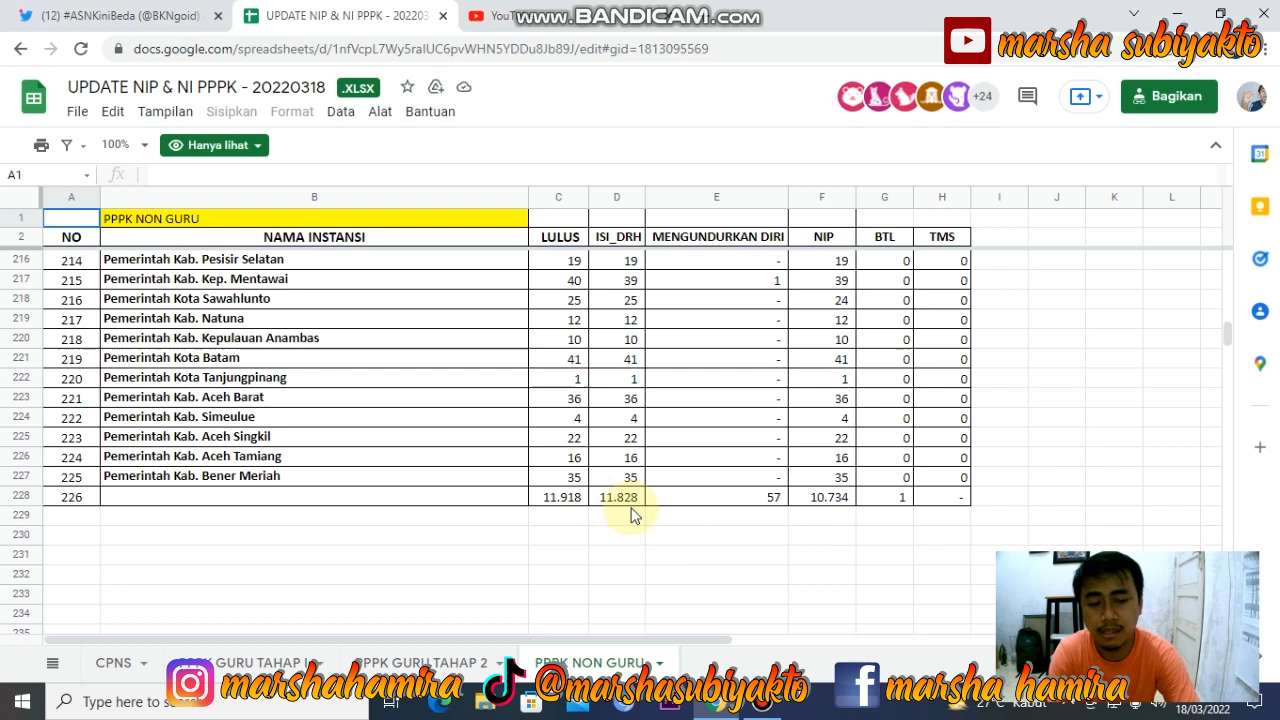 (12) #ASNKiniBeda (@BKNgoid)
UPDATE NIP & NI PPPK - 20220318
YouT
www.BANDICAM.com
docs.google.com/spreadsheets/d/1nfVcpL7Wy5raIUC6pvWHN5YDDu8Jb89J/edit#gid=1813095569
marsha subiyakto
UPDATE NIP & NI PPPK - 20220318 .XLSX
+24
Bagikan
File Edit Tampilan Sisipkan Format Data Alat Bantuan
100% Hanya lihat
A1 fx
A B C D E F G H I J K L
1 PPPK NON GURU
2 NO NAMA INSTANSI LULUS ISI_DRH MENGUNDURKAN DIRI NIP BTL TMS
216 214 Pemerintah Kab. Pesisir Selatan 19 19 - 19 0 0
217 215 Pemerintah Kab. Kep. Mentawai 40 39 1 39 0 0
218 216 Pemerintah Kota Sawahlunto 25 25 - 24 0 0
219 217 Pemerintah Kab. Natuna 12 12 - 12 0 0
220 218 Pemerintah Kab. Kepulauan Anambas 10 10 - 10 0 0
221 219 Pemerintah Kota Batam 41 41 - 41 0 0
222 220 Pemerintah Kota Tanjungpinang 1 1 - 1 0 0
223 221 Pemerintah Kab. Aceh Barat 36 36 - 36 0 0
224 222 Pemerintah Kab. Simeulue 4 4 - 4 0 0
225 223 Pemerintah Kab. Aceh Singkil 22 22 - 22 0 0
226 224 Pemerintah Kab. Aceh Tamiang 16 16 - 16 0 0
227 225 Pemerintah Kab. Bener Meriah 35 35 - 35 0 0
228 226 11.918 11.828 57 10.734 1 -
229
230
231
232
233
234
235
CPNS PPPK GURU TAHAP I PPPK GURU TAHAP 2 PPPK NON GURU
marshahamira @marshasubiyakto marsha hamira
Type here to search
27°C Kabut
18/03/2022